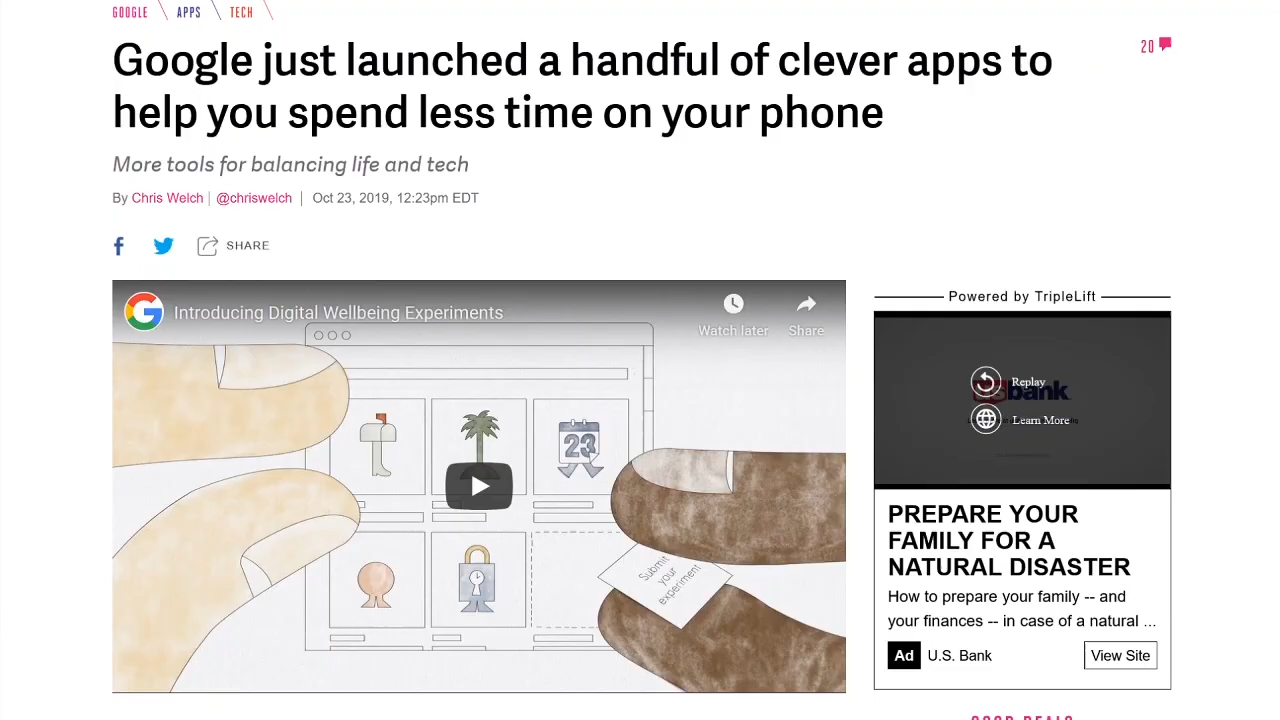 GOOGLE APPS TECH
Google just launched a handful of clever apps to
help you spend less time on your phone
20
More tools for balancing life and tech
By Chris Welch | @chriswelch | Oct 23, 2019, 12:23pm EDT
SHARE
Introducing Digital Wellbeing Experiments
Watch later
Share
23
Submit
your
experiment
Powered by TripleLift
Replay
bank
Learn More
PREPARE YOUR
FAMILY FOR A
NATURAL DISASTER
How to prepare your family -- and
your finances -- in case of a natural ...
Ad U.S. Bank
View Site